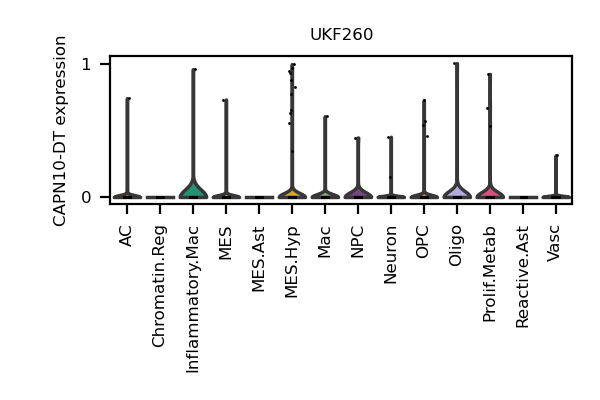 UKF260
CAPN10-DT expression
1
0
AC
Chromatin.Reg
Inflammatory.Mac
MES
MES.Ast
MES.Hyp
Mac
NPC
Neuron
OPC
Oligo
Prolif.Metab
Reactive.Ast
Vasc